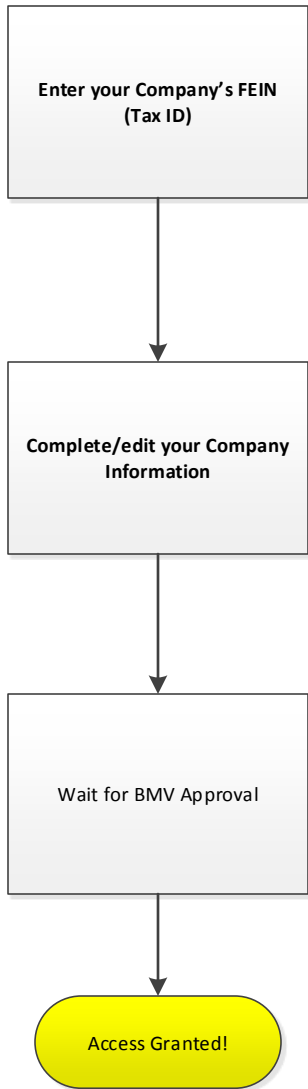 Enter your Company's FEIN
(Tax ID)
Complete/edit your Company
Information
Wait for BMV Approval
Access Granted!